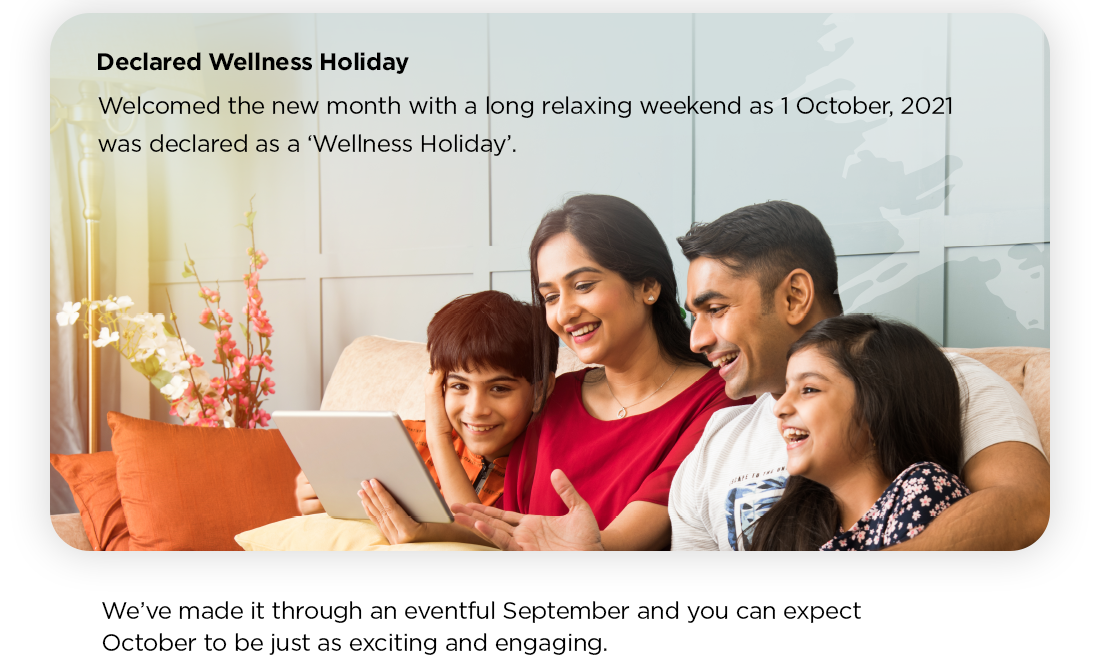 Declared Wellness Holiday
Welcomed the new month with a long relaxing weekend as 1 October, 2021
was declared as a ‘Wellness Holiday’.
We’ve made it through an eventful September and you can expect
October to be just as exciting and engaging.